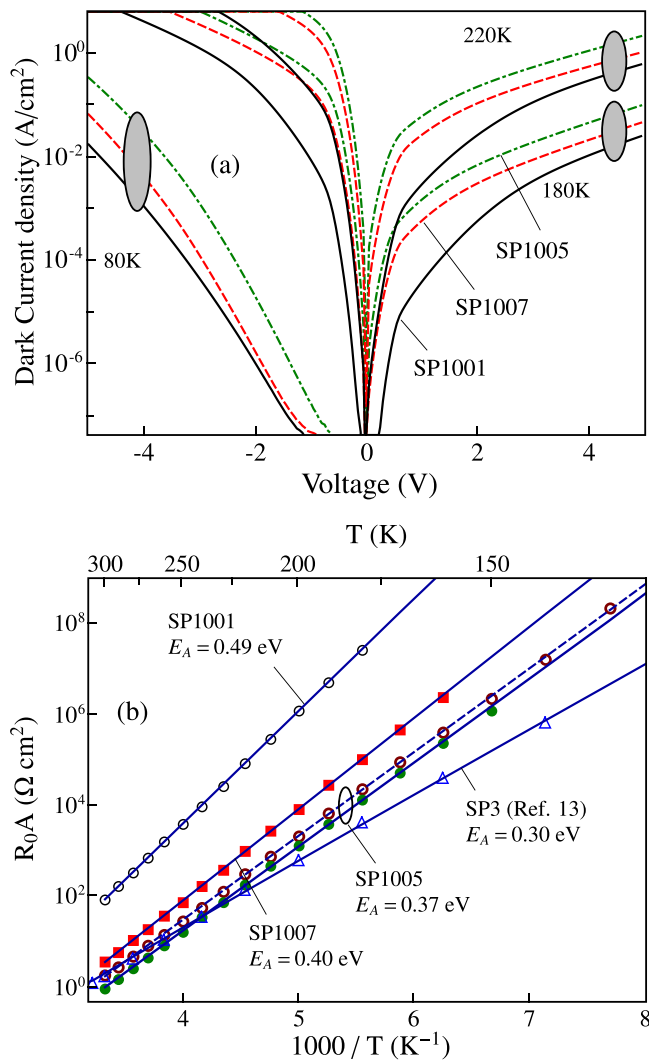 10^0
10^-2
10^-4
10^-6
Dark Current density (A/cm^2)
220K
(a)
180K
80K
SP1005
SP1007
SP1001
-4
-2
0
2
4
Voltage (V)
T (K)
300
250
200
150
10^8
10^6
10^4
10^2
10^0
R_0A (Ω cm^2)
SP1001
E_A = 0.49 eV
(b)
SP3 (Ref. 13)
E_A = 0.30 eV
SP1005
E_A = 0.37 eV
SP1007
E_A = 0.40 eV
4
5
6
7
8
1000 / T (K^-1)